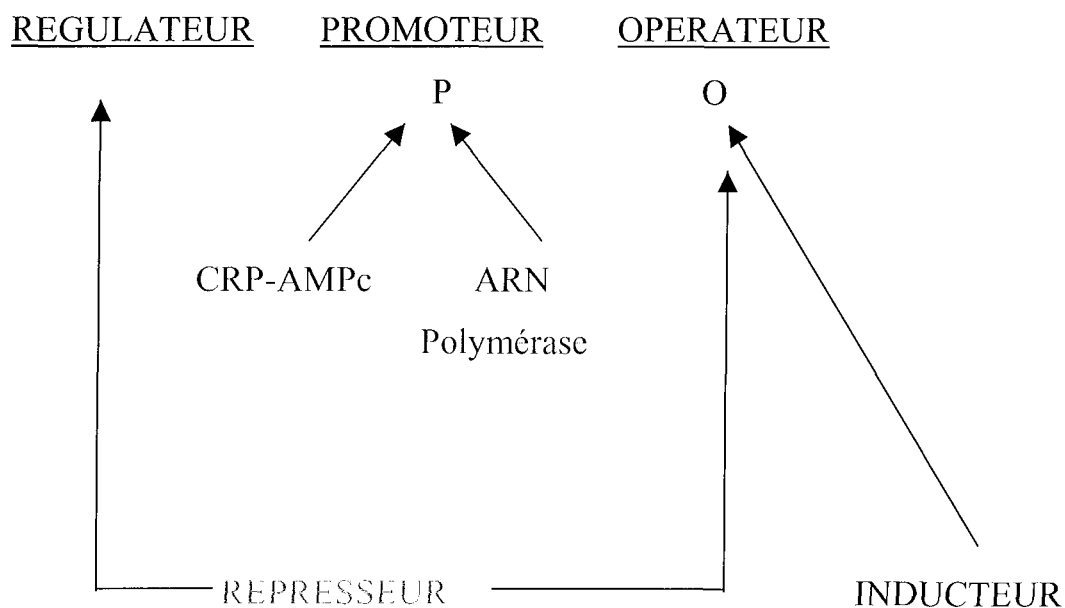 REGULATEUR PROMOTEUR OPERATEUR
P O
CRP-AMPc ARN
Polymérase
REPRESSEUR INDUCTEUR